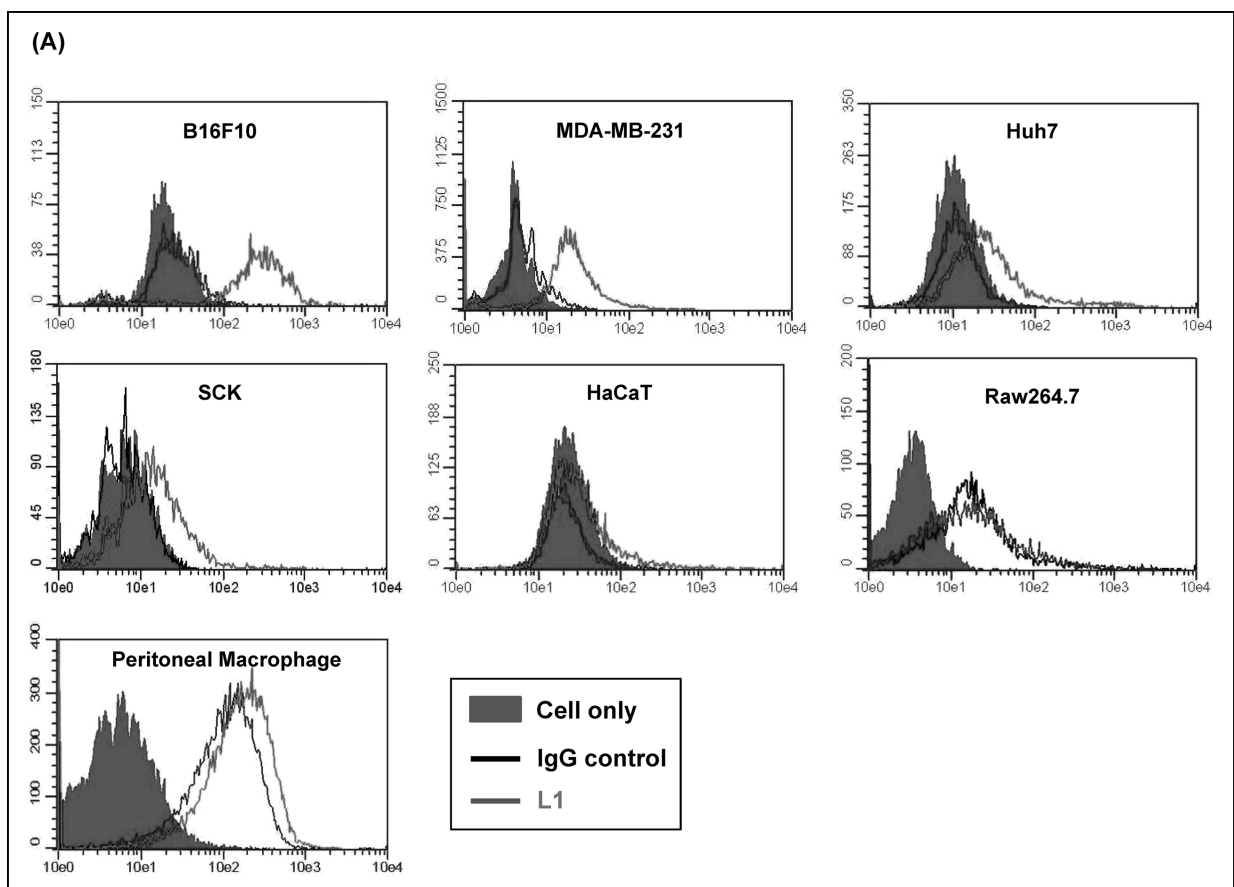 (A)
B16F10
150
113
75
38
0
10e0 10e1 10e2 10e3 10e4
MDA-MB-231
1500
1125
750
375
0
10e0 10e1 10e2 10e3 10e4
Huh7
350
263
175
88
0
10e0 10e1 10e2 10e3 10e4
SCK
180
135
90
45
0
10e0 10e1 10e2 10e3 10e4
HaCaT
250
188
125
63
0
10e0 10e1 10e2 10e3 10e4
Raw264.7
200
150
100
50
0
10e0 10e1 10e2 10e3 10e4
Peritoneal Macrophage
400
300
200
100
0
10e0 10e1 10e2 10e3 10e4
Cell only
IgG control
L1